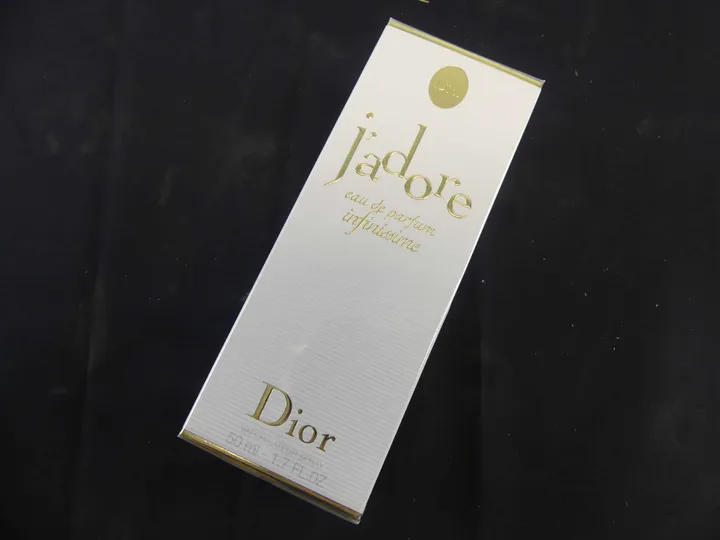 j'adore
eau de parfum
infinissime
Dior
50 ml - 1.7 FL.OZ